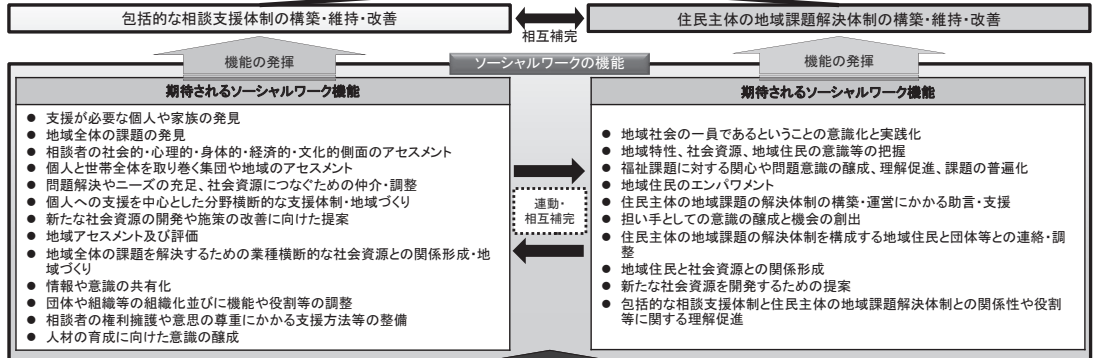 包括的な相談支援体制の構築・維持・改善
相互補完
住民主体の地域課題解決体制の構築・維持・改善
機能の発揮
ソーシャルワークの機能
機能の発揮
期待されるソーシャルワーク機能
● 支援が必要な個人や家族の発見
● 地域全体の課題の発見
● 相談者の社会的・心理的・身体的・経済的・文化的側面のアセスメント
● 個人と世帯全体を取り巻く集団や地域のアセスメント
● 問題解決やニーズの充足、社会資源につなぐための仲介・調整
● 個人への支援を中心とした分野横断的な支援体制・地域づくり
● 新たな社会資源の開発や施策の改善に向けた提案
● 地域アセスメント及び評価
● 地域全体の課題を解決するための業種横断的な社会資源との関係形成・地
域づくり
● 情報や意識の共有化
● 団体や組織等の組織化並びに機能や役割等の調整
● 相談者の権利擁護や意思の尊重にかかる支援方法等の整備
● 人材の育成に向けた意識の醸成
連動・
相互補完
期待されるソーシャルワーク機能
● 地域社会の一員であるということの意識化と実践化
● 地域特性、社会資源、地域住民の意識等の把握
● 福祉課題に対する関心や問題意識の醸成、理解促進、課題の普遍化
● 地域住民のエンパワメント
● 住民主体の地域課題の解決体制の構築・運営にかかる助言・支援
● 担い手としての意識の醸成と機会の創出
● 住民主体の地域課題の解決体制を構成する地域住民と団体等との連絡・調
整
● 地域住民と社会資源との関係形成
● 新たな社会資源を開発するための提案
● 包括的な相談支援体制と住民主体の地域課題解決体制との関係性や役割
等に関する理解促進